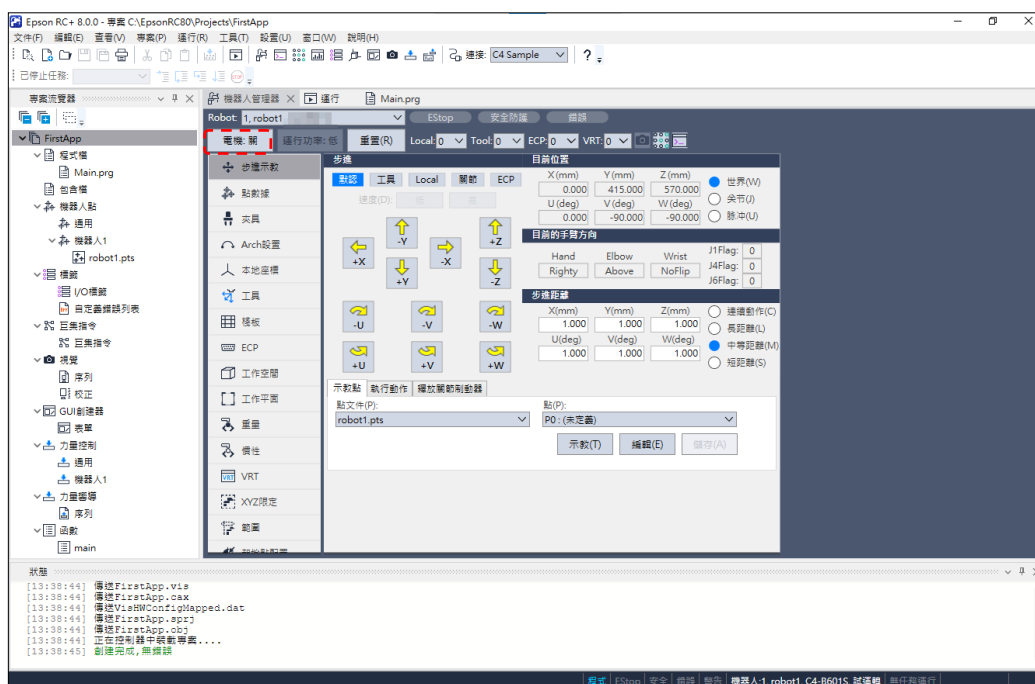 Epson RC+ 8.0.0 - 專案 C:\EpsonRC80\Projects\FirstApp
文件(F) 編輯(E) 查看(V) 專案(P) 運行(R) 工具(T) 設置(U) 窗口(W) 說明(H)
連接: C4 Sample ?
已停止任務:
專案流覽器
機器人管理器 運行 Main.prg
Robot: 1, robot1 EStop 安全防護 錯誤
電機: 關 運行功率: 低 重置(R) Local: 0 Tool: 0 ECP: 0 VRT: 0
FirstApp
程式檔
Main.prg
包含檔
機器人點
通用
機器人1
robot1.pts
標籤
I/O標籤
自定義錯誤列表
巨集指令
巨集指令
視覺
序列
校正
GUI創建器
表單
力量控制
通用
機器人1
力量嚮導
序列
函數
main
步進示教
點數據
夾具
Arch設置
本地座標
工具
棧板
ECP
工作空間
工作平面
重量
慣性
VRT
XYZ限定
範圍
步進
默認 工具 Local 關節 ECP
速度(D): 低 高
-Y +Z
+X -X
+Y -Z
-U -V -W
+U +V +W
目前位置
X (mm) Y (mm) Z (mm)
0.000 415.000 570.000
U (deg) V (deg) W (deg)
0.000 -90.000 -90.000
世界(W)
关节(J)
脉冲(U)
目前的手臂方向
Hand Elbow Wrist
Righty Above NoFlip
J1Flag: 0
J4Flag: 0
J6Flag: 0
步進距離
X(mm) Y(mm) Z(mm)
1.000 1.000 1.000
U(deg) V(deg) W(deg)
1.000 1.000 1.000
連續動作(C)
長距離(L)
中等距離(M)
短距離(S)
示教點 執行動作 釋放關節制動器
點文件(P): 點(P):
robot1.pts P0 : (未定義)
示教(T) 編輯(E) 儲存(A)
狀態
[13:38:44] 傳送FirstApp.vis
[13:38:44] 傳送FirstApp.cax
[13:38:44] 傳送VisHWConfigMapped.dat
[13:38:44] 傳送FirstApp.sprj
[13:38:44] 傳送FirstApp.obj
[13:38:44] 正在控制器中裝載專案....
[13:38:45] 創建完成,無錯誤
程式 EStop 安全 錯誤 警告 機器人:1, robot1, C4-B601S, 試運轉 無任務運行